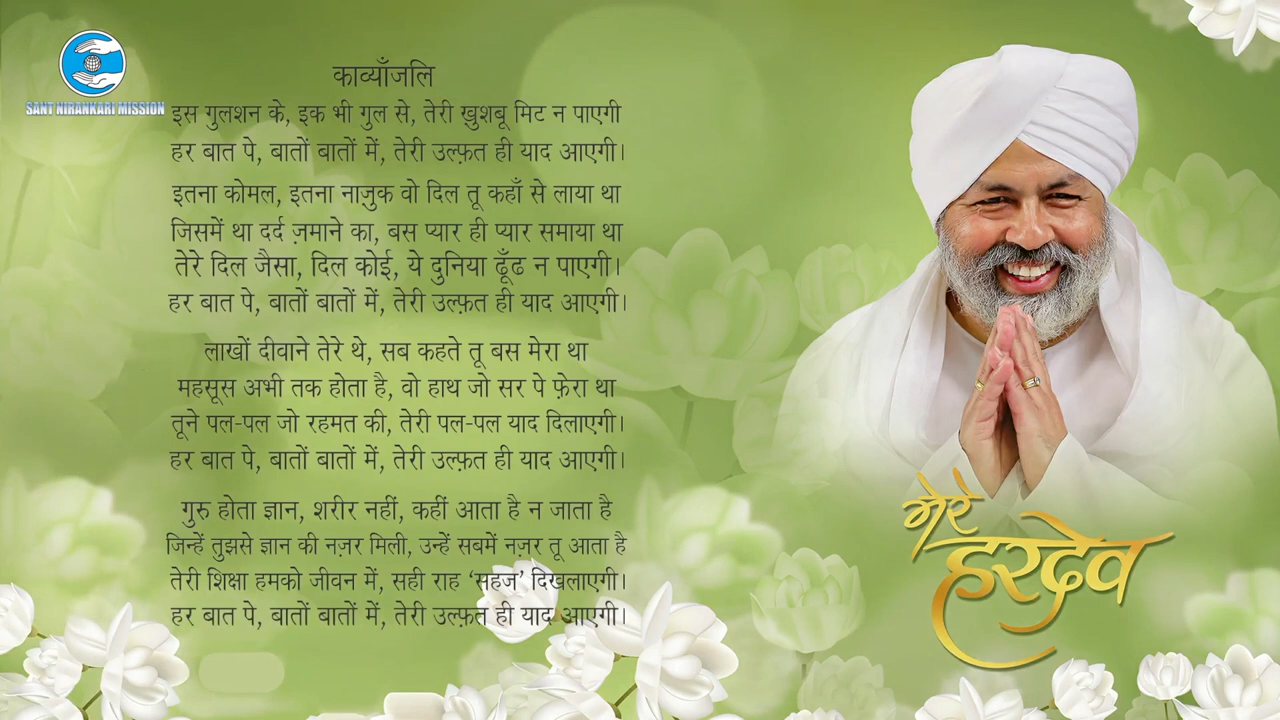 SANT NIRANKARI MISSION
काव्याँजलि
इस गुलशन के, इक भी गुल से, तेरी ख़ुशबू मिट न पाएगी
हर बात पे, बातों बातों में, तेरी उल्फ़त ही याद आएगी।
इतना कोमल, इतना नाज़ुक वो दिल तू कहाँ से लाया था
जिसमें था दर्द ज़माने का, बस प्यार ही प्यार समाया था
तेरे दिल जैसा, दिल कोई, ये दुनिया ढूँढ न पाएगी।
हर बात पे, बातों बातों में, तेरी उल्फ़त ही याद आएगी।
लाखों दीवाने तेरे थे, सब कहते तू बस मेरा था
महसूस अभी तक होता है, वो हाथ जो सर पे फ़ेरा था
तूने पल-पल जो रहमत की, तेरी पल-पल याद दिलाएगी।
हर बात पे, बातों बातों में, तेरी उल्फ़त ही याद आएगी।
गुरु होता ज्ञान, शरीर नहीं, कहीं आता है न जाता है
जिन्हें तुझसे ज्ञान की नज़र मिली, उन्हें सबमें नज़र तू आता है
तेरी शिक्षा हमको जीवन में, सही राह ‘सहज’ दिखलाएगी।
हर बात पे, बातों बातों में, तेरी उल्फ़त ही याद आएगी।
मेरे
हरदेव